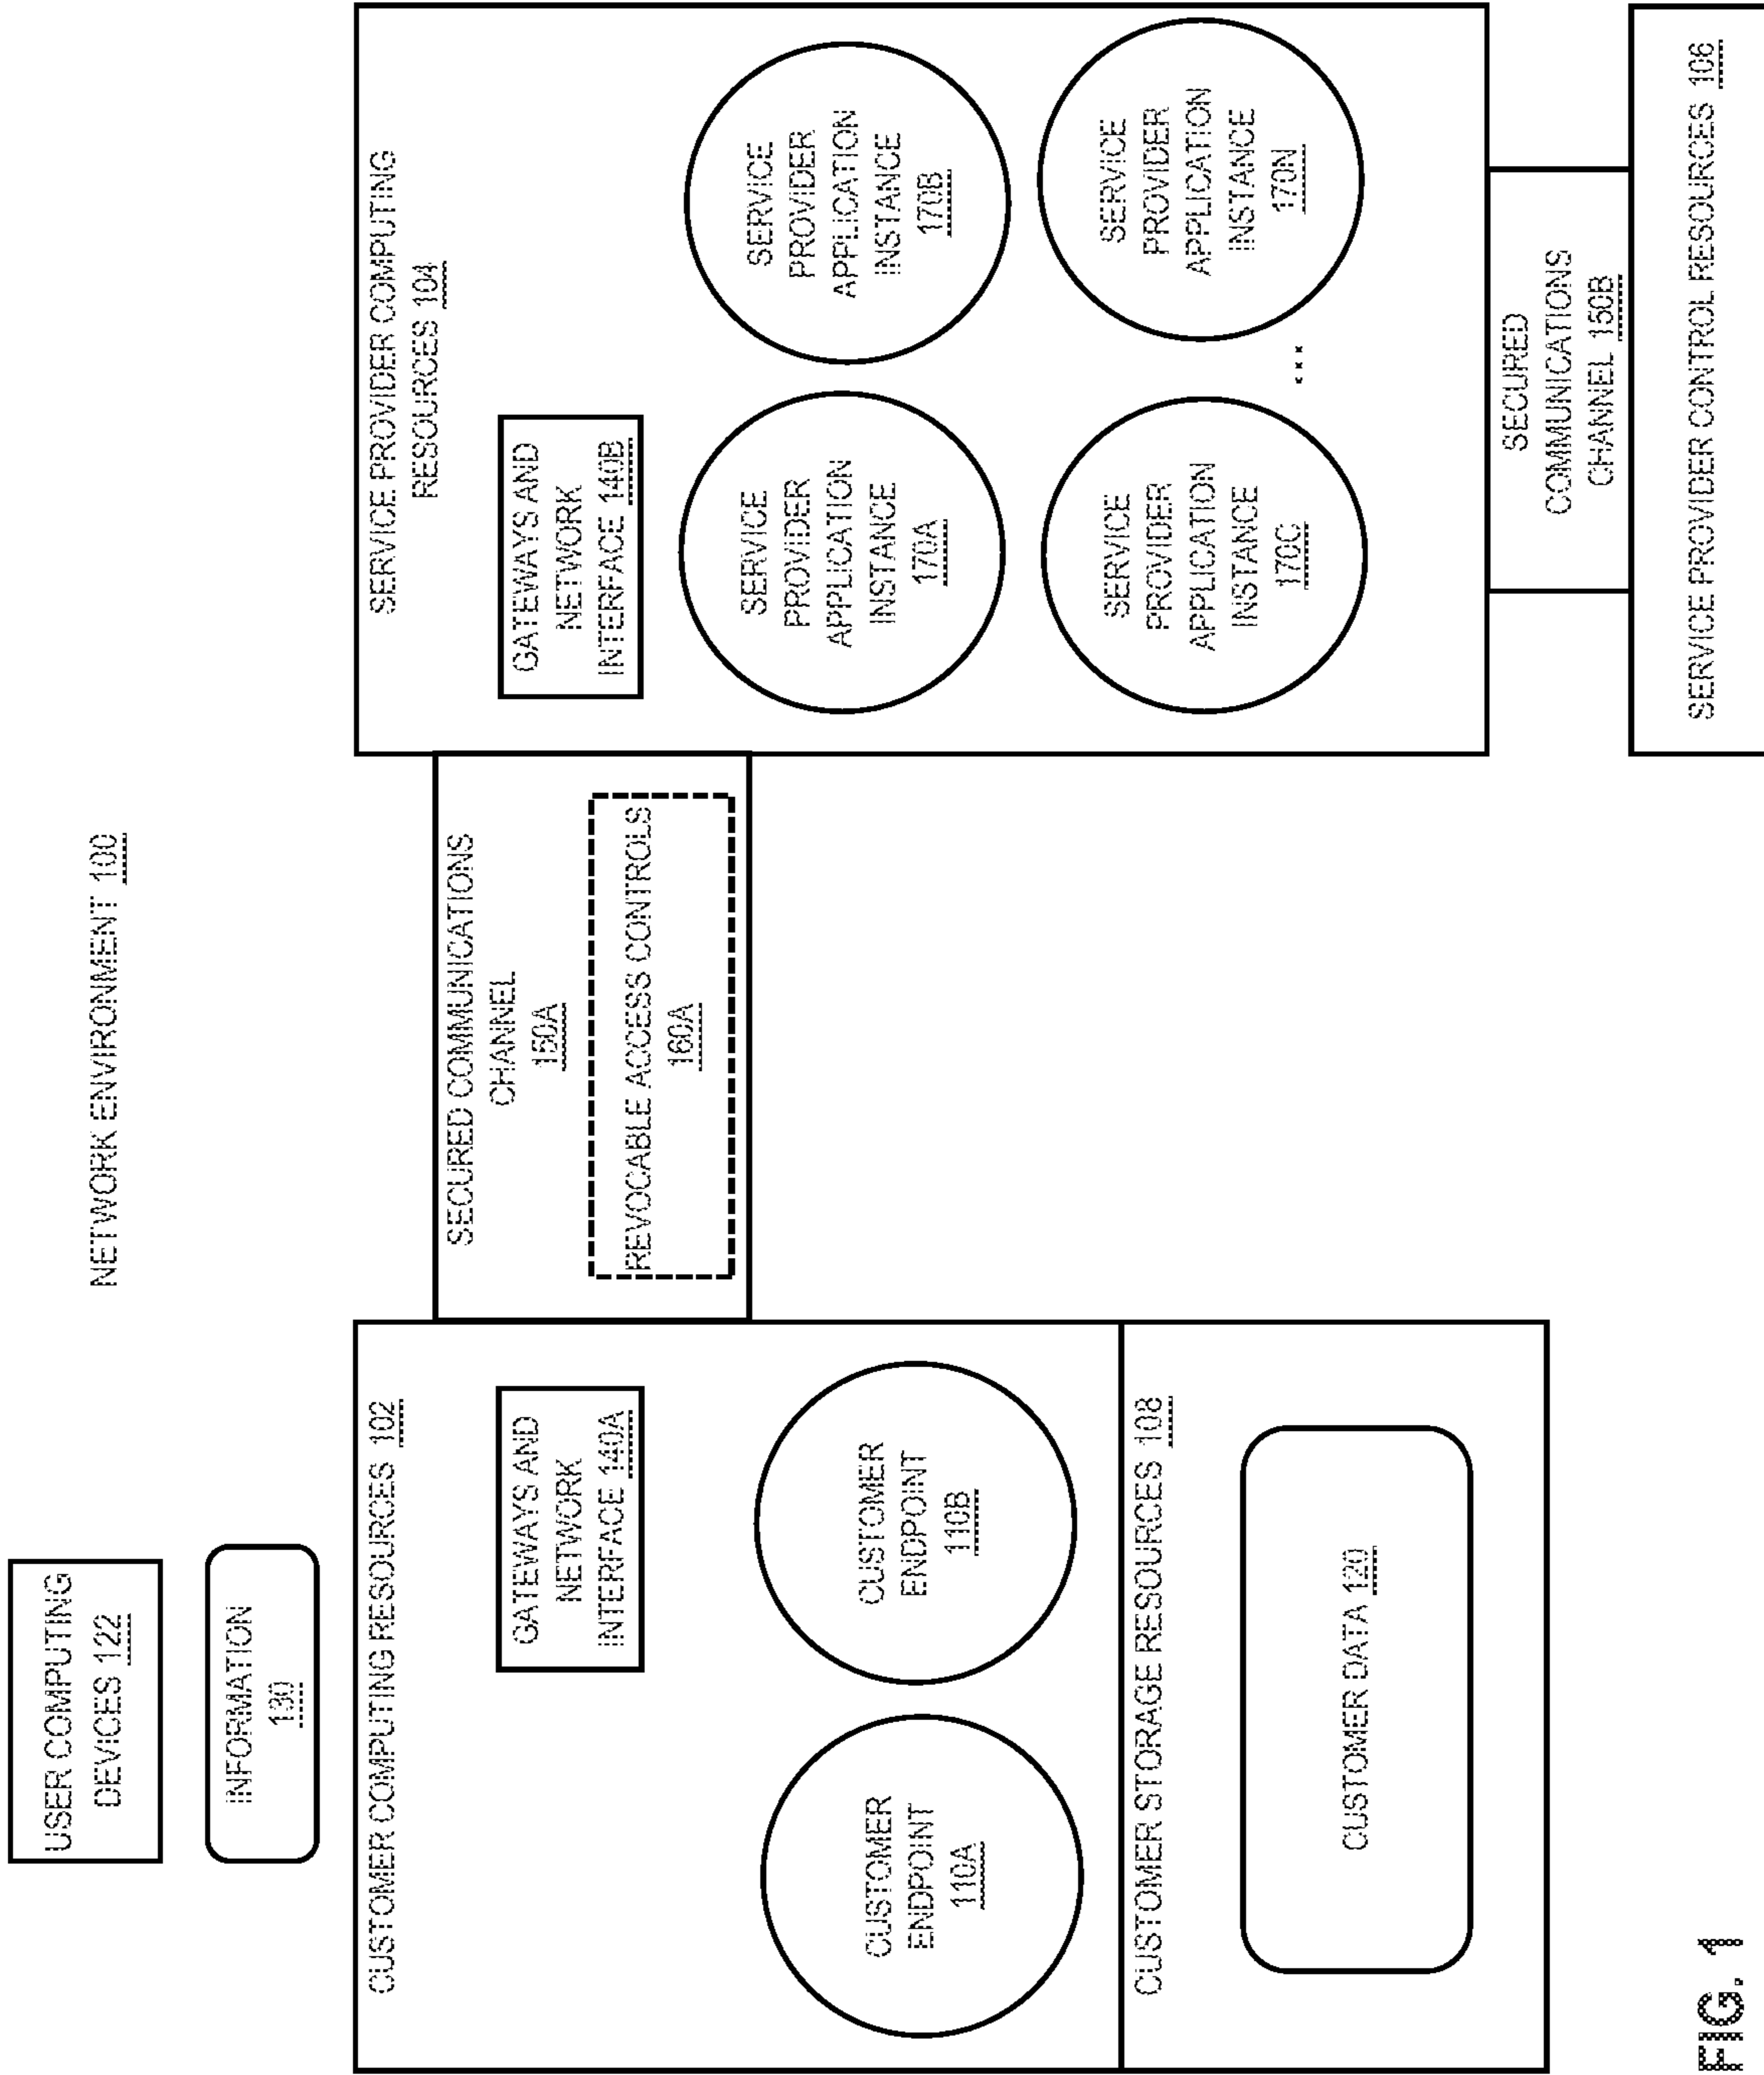 NETWORK ENVIRONMENT 100
USER COMPUTING
DEVICES 122
INFORMATION
130
CUSTOMER COMPUTING RESOURCES 102
GATEWAYS AND
NETWORK
INTERFACE 140A
CUSTOMER
ENDPOINT
110A
CUSTOMER
ENDPOINT
110B
CUSTOMER STORAGE RESOURCES 108
CUSTOMER DATA 120
SECURED COMMUNICATIONS
CHANNEL
150A
REVOCABLE ACCESS CONTROLS
160A
SERVICE PROVIDER COMPUTING
RESOURCES 104
GATEWAYS AND
NETWORK
INTERFACE 140B
SERVICE
PROVIDER
APPLICATION
INSTANCE
170A
SERVICE
PROVIDER
APPLICATION
INSTANCE
170B
SERVICE
PROVIDER
APPLICATION
INSTANCE
170C
...
SERVICE
PROVIDER
APPLICATION
INSTANCE
170N
SECURED
COMMUNICATIONS
CHANNEL 150B
SERVICE PROVIDER CONTROL RESOURCES 106
FIG. 1